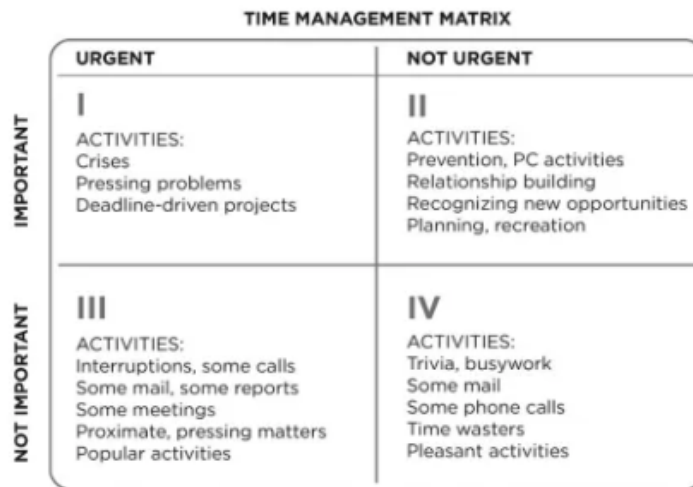 TIME MANAGEMENT MATRIX
URGENT
NOT URGENT
IMPORTANT
I
ACTIVITIES:
Crises
Pressing problems
Deadline-driven projects
II
ACTIVITIES:
Prevention, PC activities
Relationship building
Recognizing new opportunities
Planning, recreation
NOT IMPORTANT
III
ACTIVITIES:
Interruptions, some calls
Some mail, some reports
Some meetings
Proximate, pressing matters
Popular activities
IV
ACTIVITIES:
Trivia, busywork
Some mail
Some phone calls
Time wasters
Pleasant activities